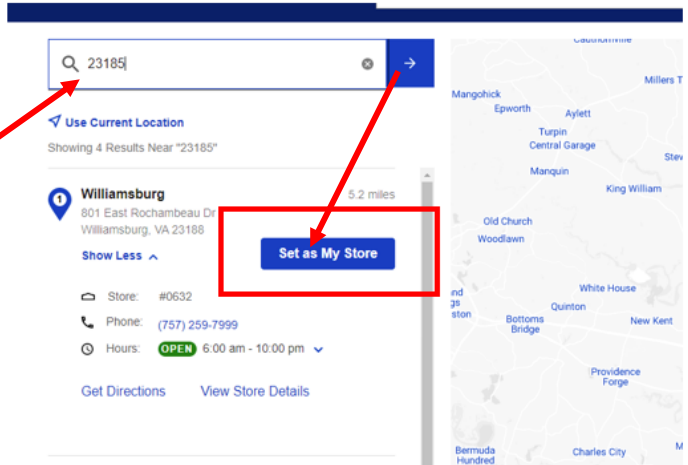 23185
Use Current Location
Showing 4 Results Near "23185"
1
Williamsburg
5.2 miles
801 East Rochambeau Dr
Williamsburg, VA 23188
Show Less
Set as My Store
Store: #0632
Phone: (757) 259-7999
Hours: OPEN 6:00 am - 10:00 pm
Get Directions View Store Details
Millers T
Mangohick
Epworth
Aylett
Turpin
Central Garage
Manquin
King William
Old Church
Woodlawn
White House
Quinton
Bottoms
Bridge
New Kent
Providence
Forge
Bermuda
Hundred
Charles City